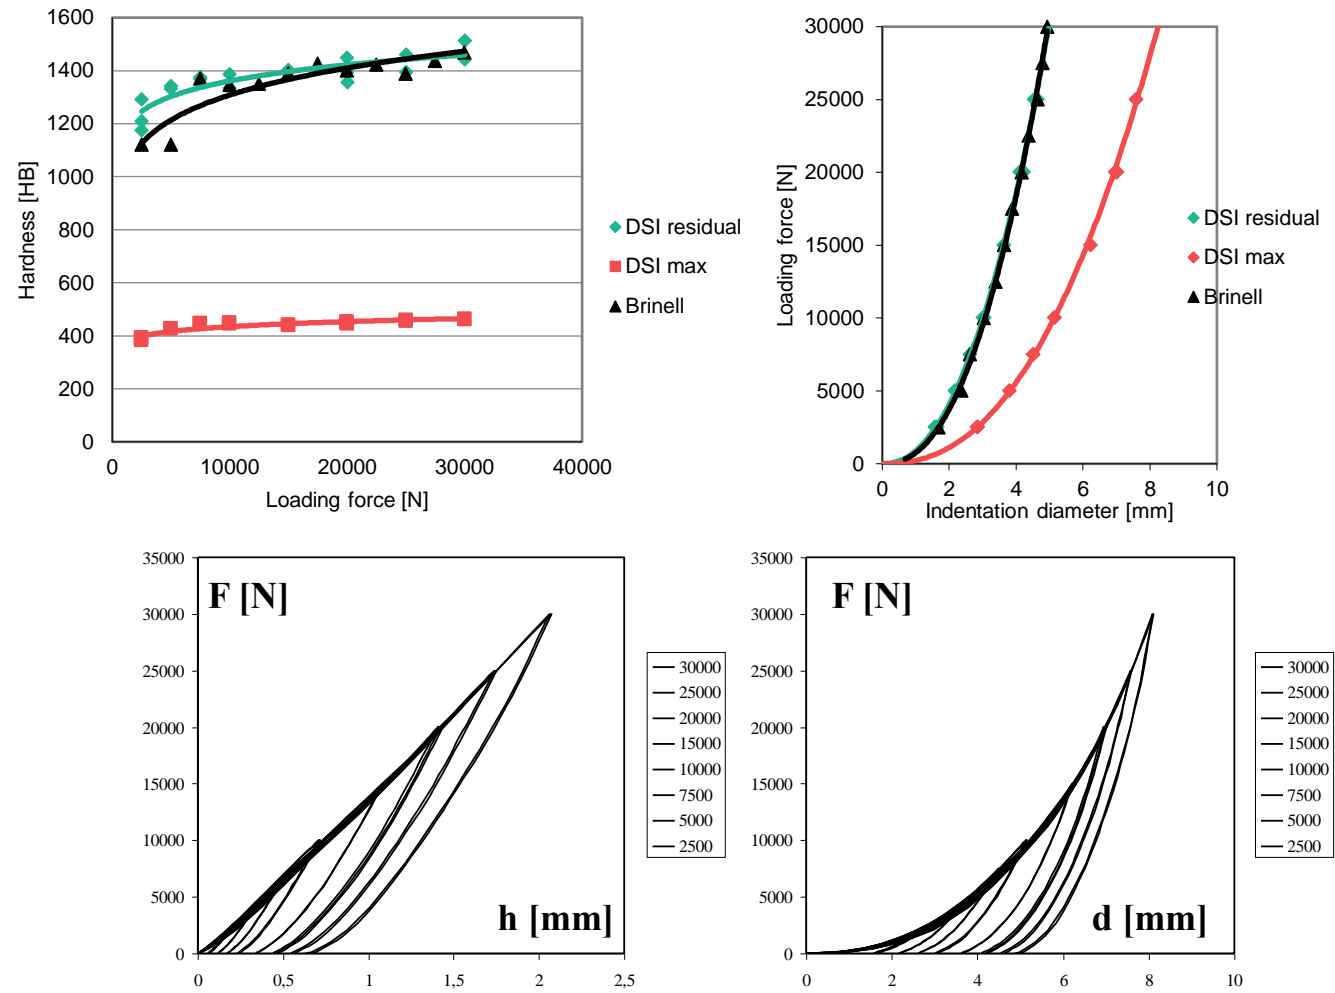 1600
1400
1200
1000
800
600
400
200
0
Hardness [HB]
0 10000 20000 30000 40000
Loading force [N]
DSI residual
DSI max
Brinell
30000
25000
20000
15000
10000
5000
0
Loading force [N]
0 2 4 6 8 10
Indentation diameter [mm]
DSI residual
DSI max
Brinell
35000
30000
25000
20000
15000
10000
5000
0
F [N]
h [mm]
0 0,5 1 1,5 2 2,5
30000
25000
20000
15000
10000
7500
5000
2500
35000
30000
25000
20000
15000
10000
5000
0
F [N]
d [mm]
0 2 4 6 8 10
30000
25000
20000
15000
10000
7500
5000
2500